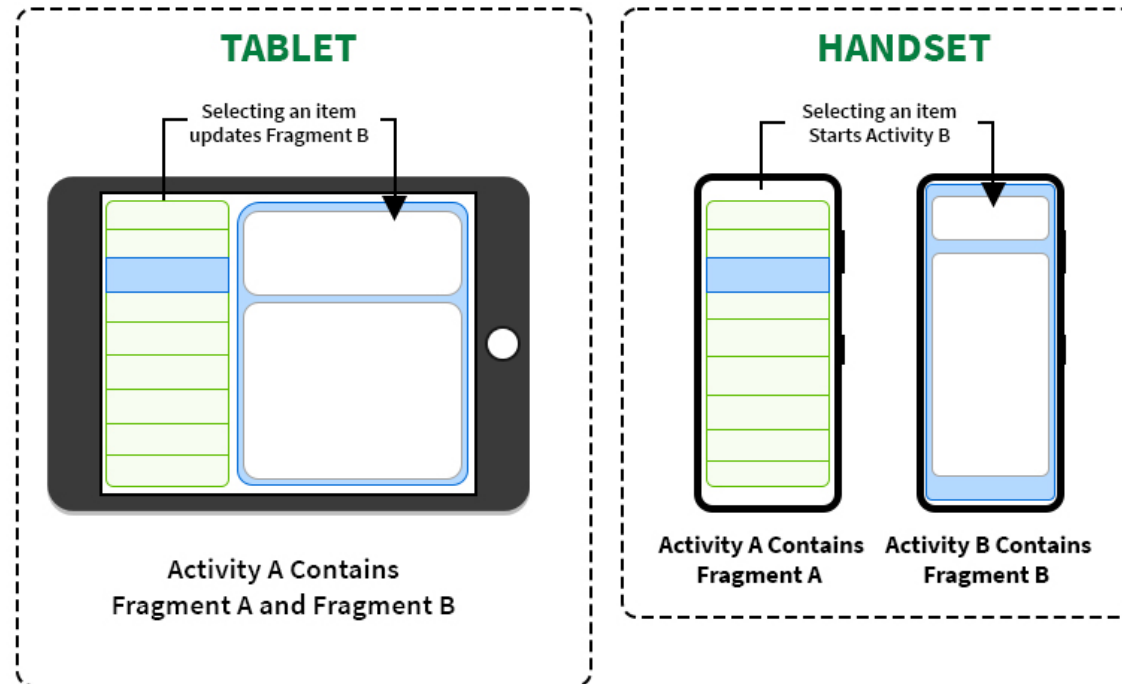 TABLET
Selecting an item
updates Fragment B
Activity A Contains
Fragment A and Fragment B
HANDSET
Selecting an item
Starts Activity B
Activity A Contains
Fragment A
Activity B Contains
Fragment B